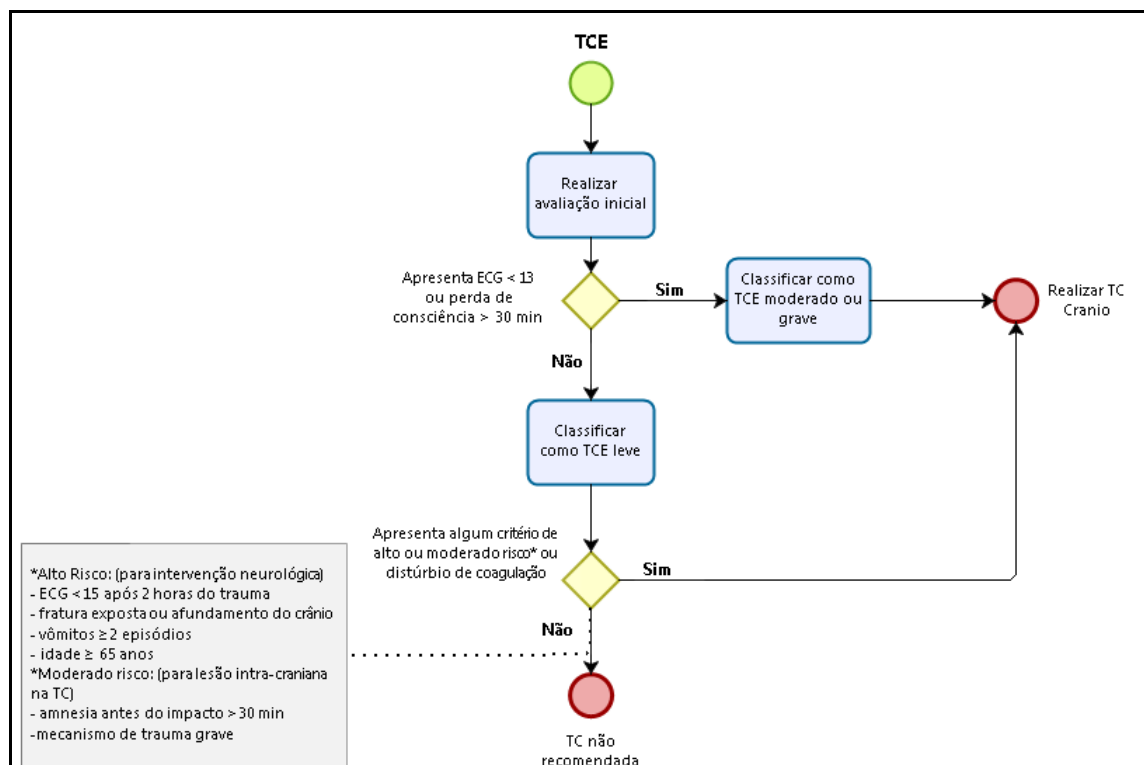 TCE
Realizar
avaliação inicial
Apresenta ECG < 13
ou perda de
consciência > 30 min
Sim
Classificar como
TCE moderado ou
grave
Realizar TC
Cranio
Não
Classificar
como TCE leve
Apresenta algum critério de
alto ou moderado risco* ou
distúrbio de coagulação
Sim
Não
*Alto Risco: (para intervenção neurológica)
- ECG <15 após 2 horas do trauma
- fratura exposta ou afundamento do crânio
- vômitos ≥2 episódios
- idade ≥ 65 anos
*Moderado risco: (para lesão intra-craniana
na TC)
- amnesia antes do impacto >30 min
-mecanismo de trauma grave
TC não
recomendada